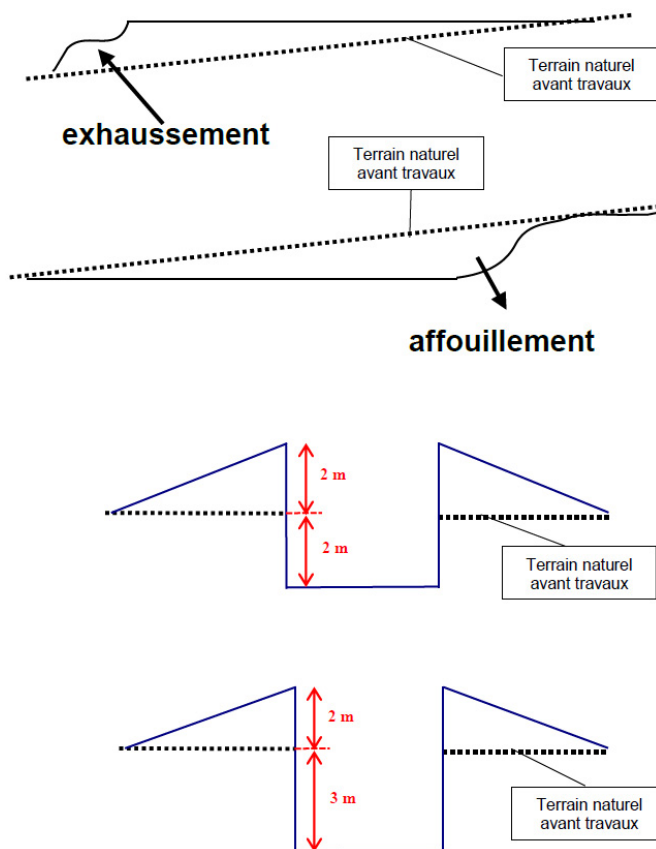 Terrain naturel
avant travaux
exhaussement
Terrain naturel
avant travaux
affouillement
2 m
2 m
Terrain naturel
avant travaux
2 m
3 m
Terrain naturel
avant travaux